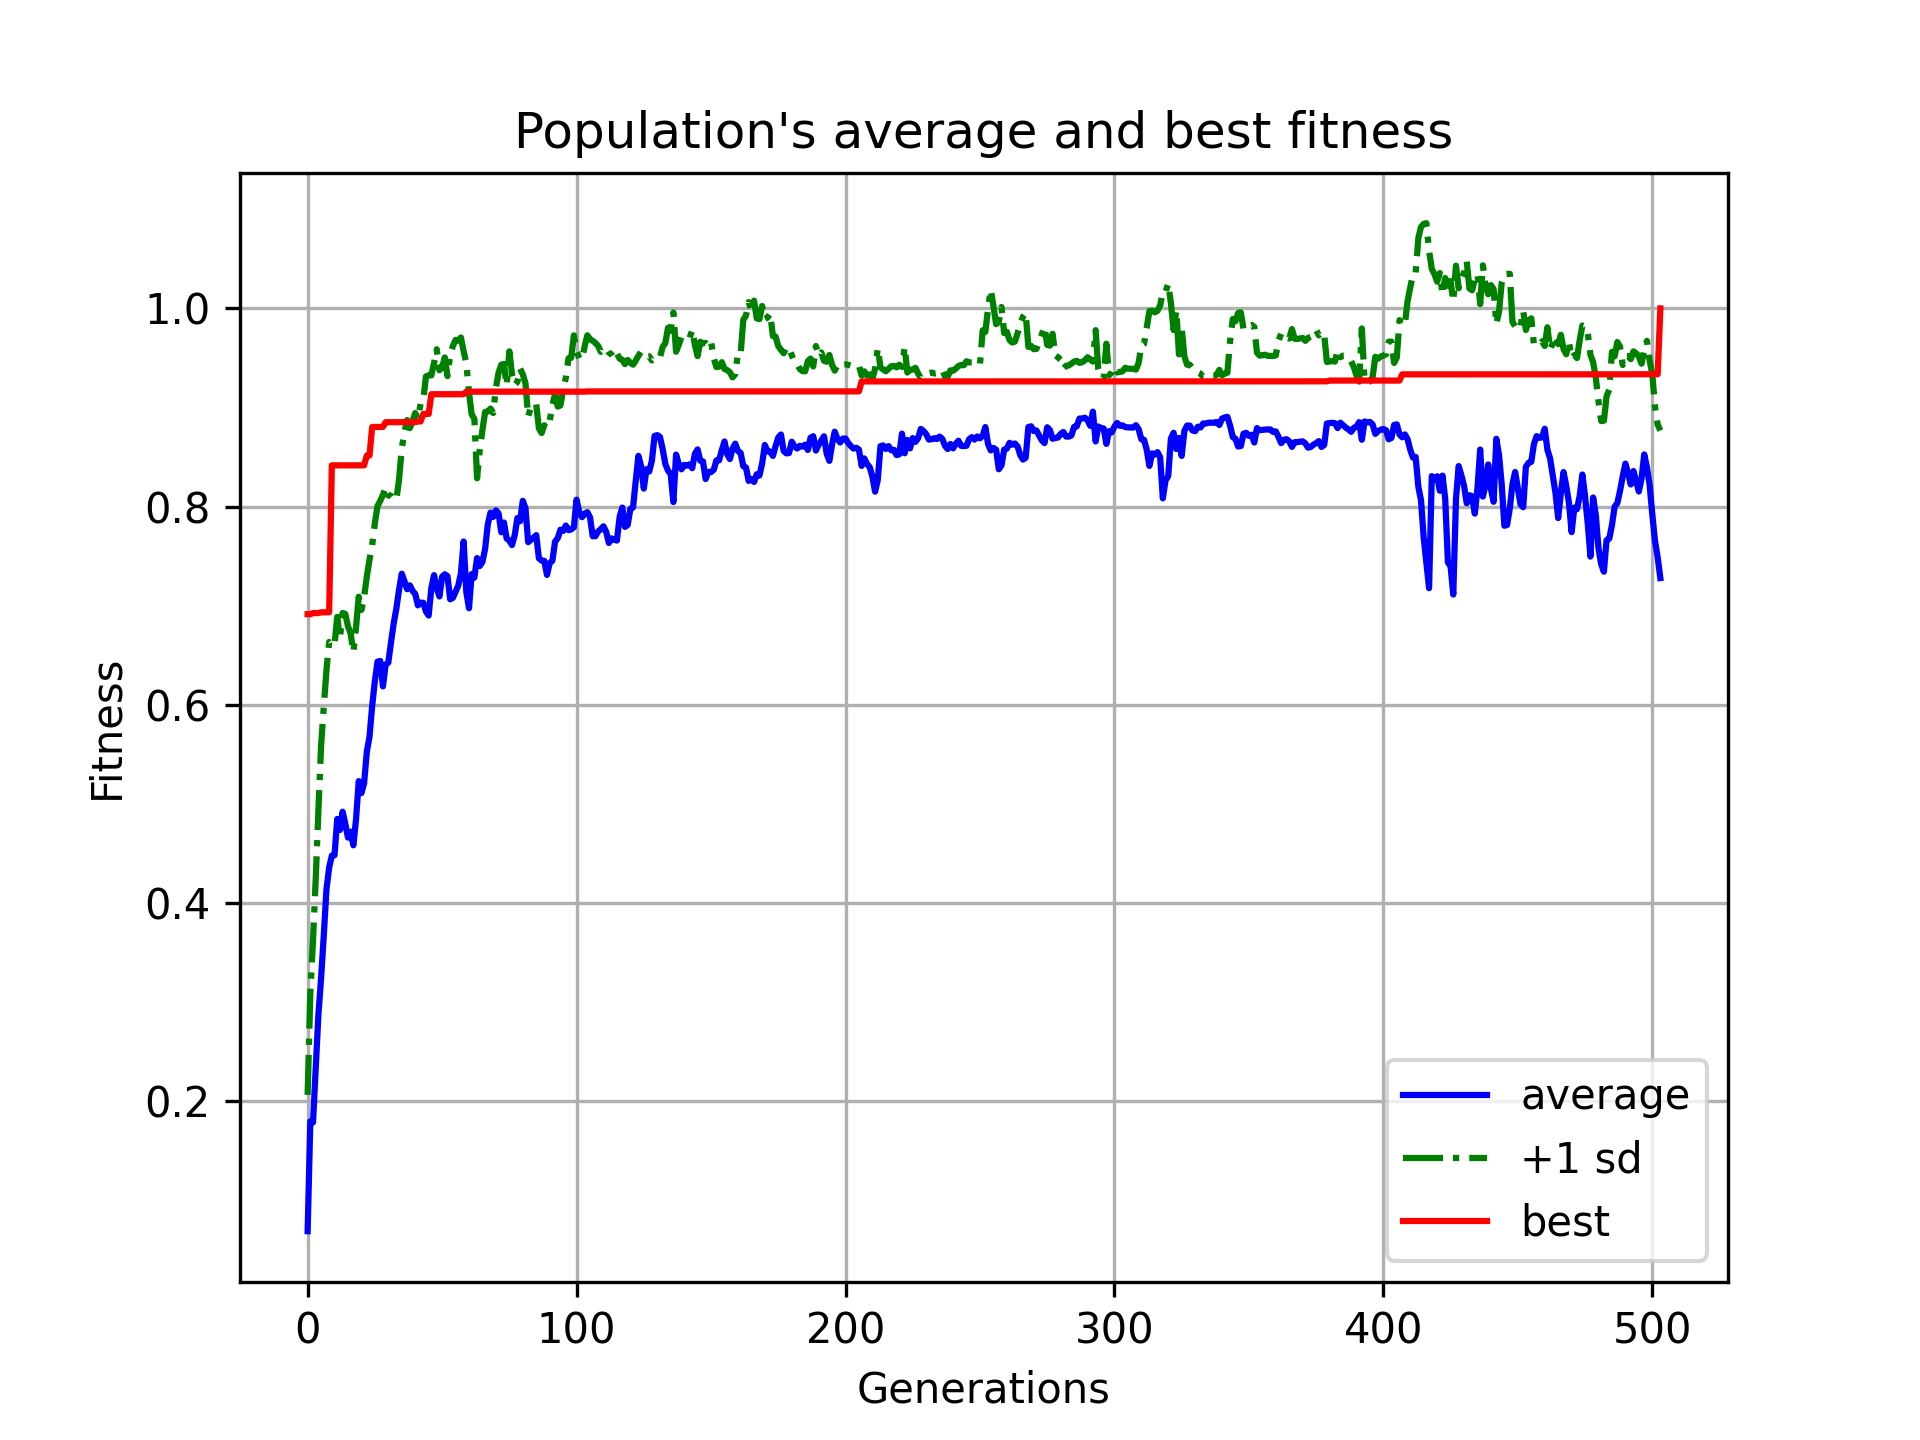 Population's average and best fitness
Fitness
1.0
0.8
0.6
0.4
0.2
0 100 200 300 400 500
Generations
average
+1 sd
best